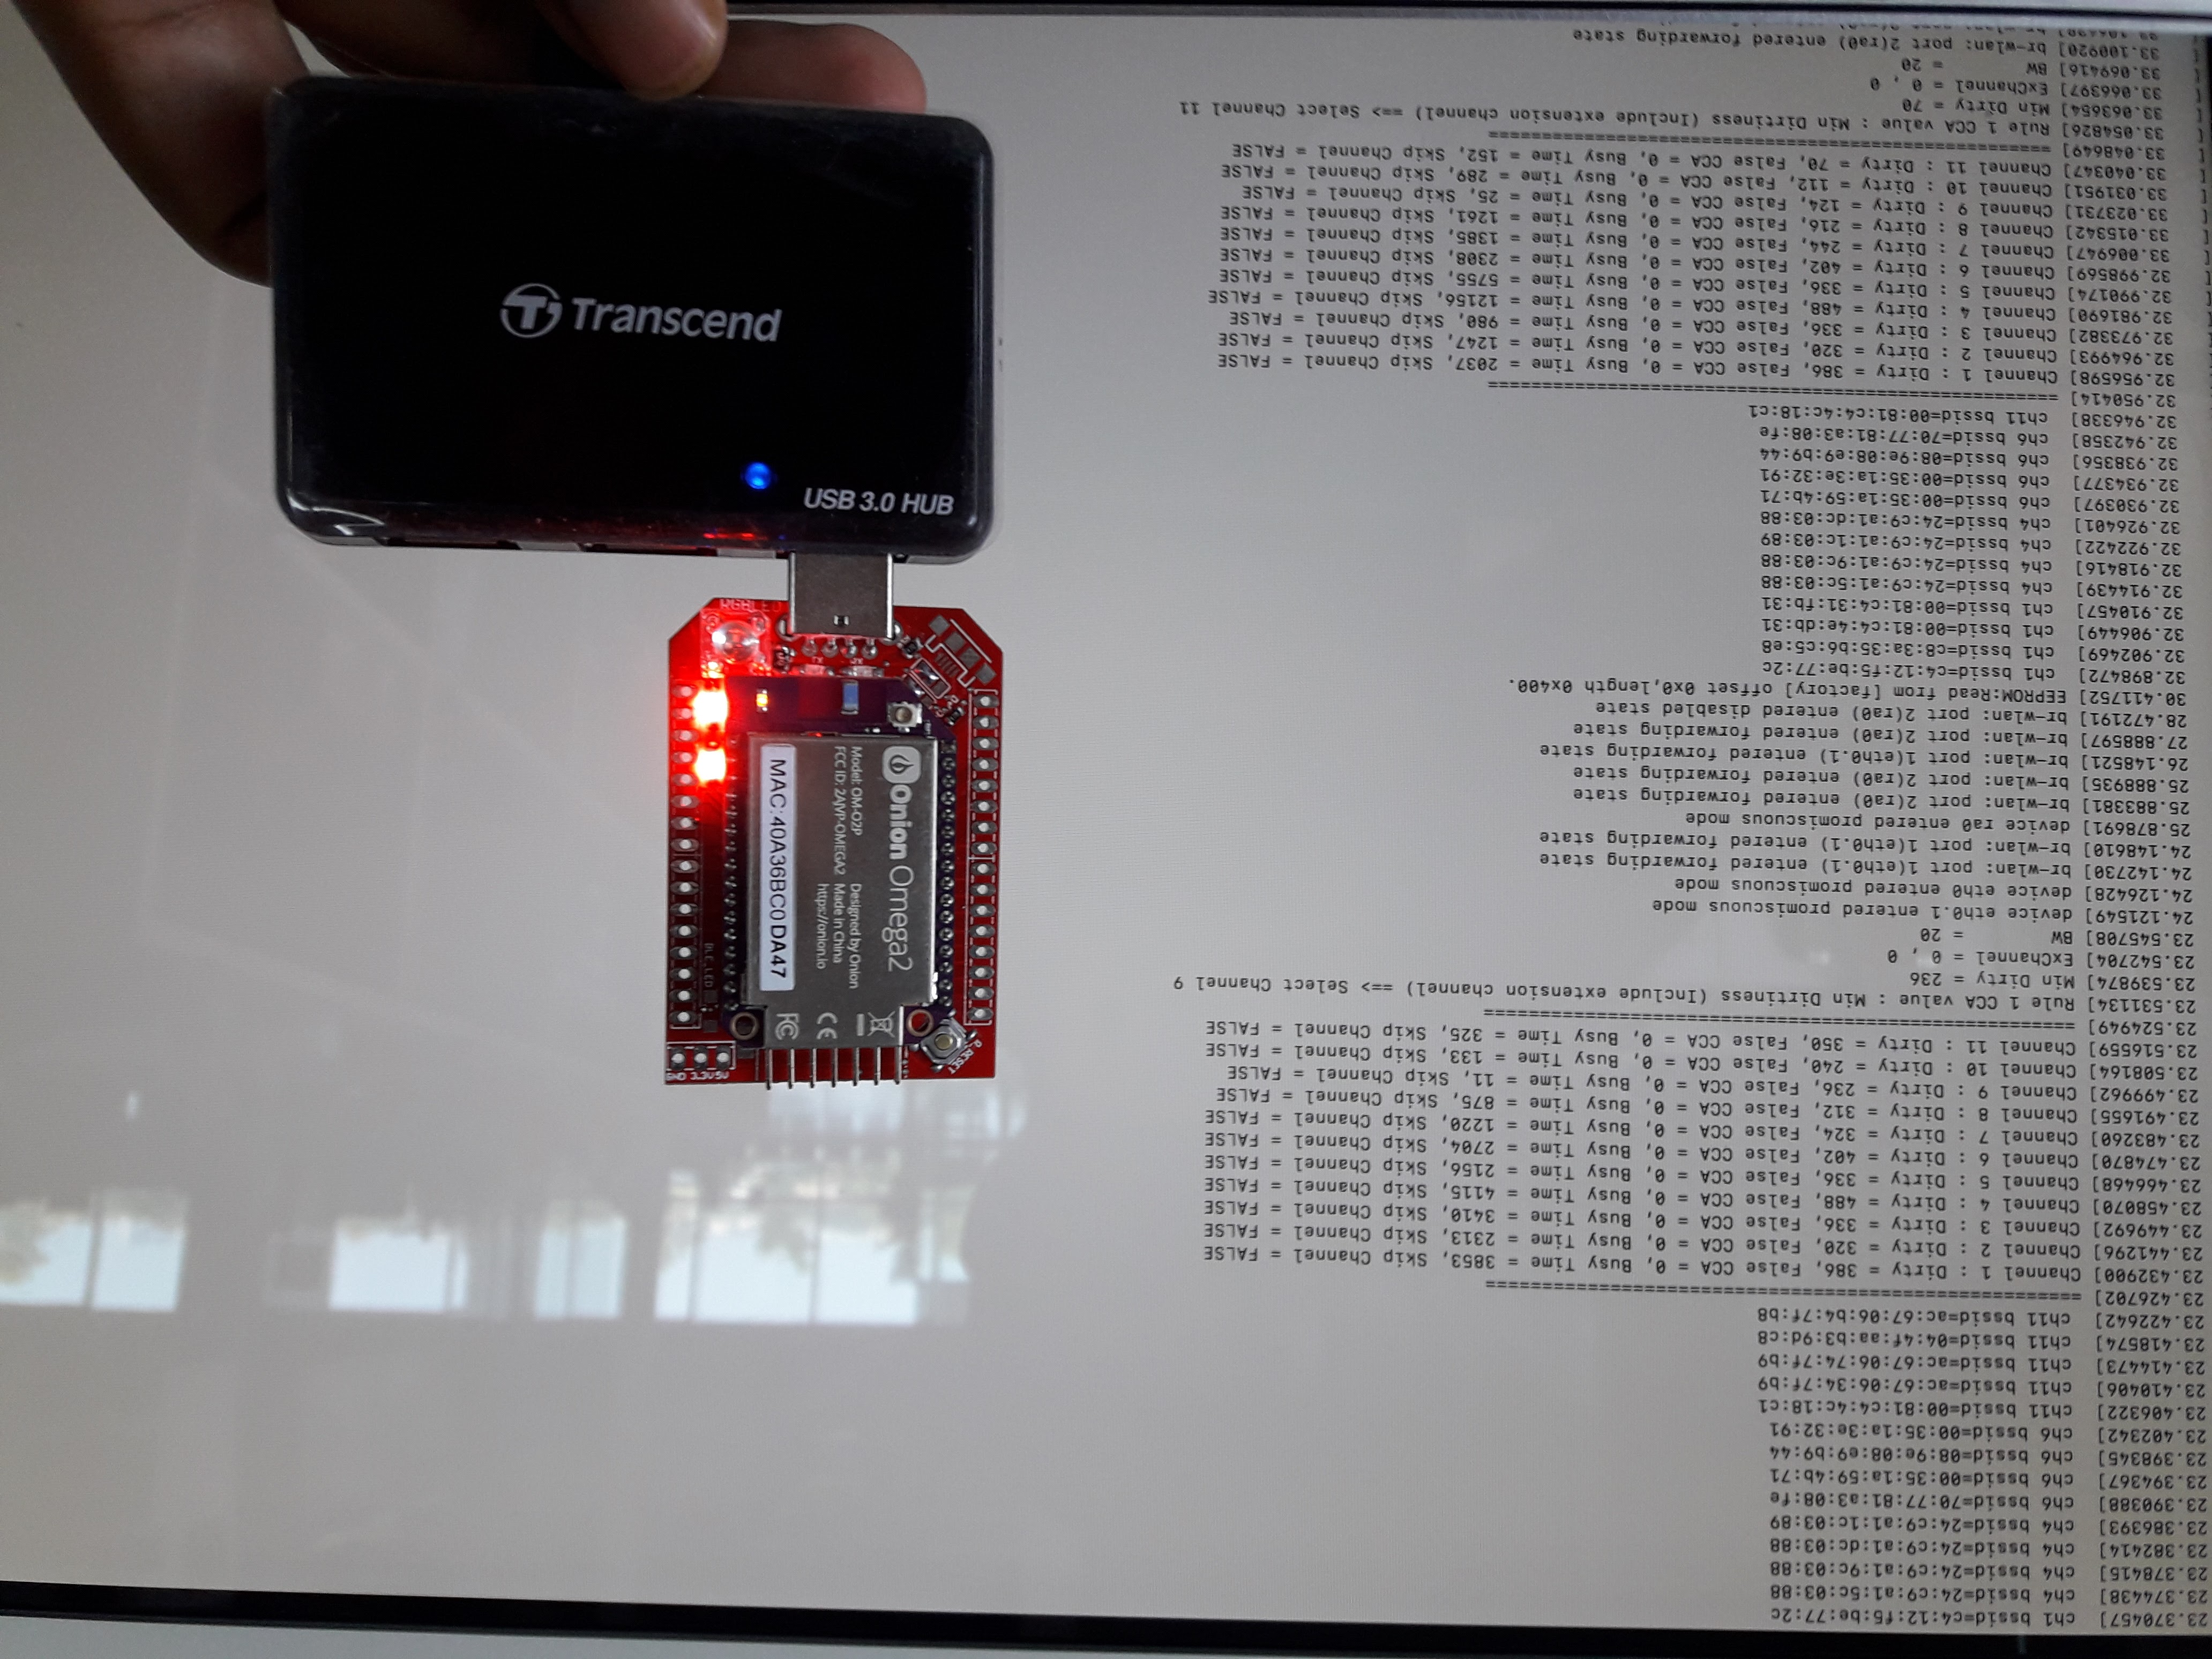 23.370457]  ch1 bssid=c4:12:f5:be:77:2c
23.374438]  ch4 bssid=24:c9:a1:5c:03:88
23.378415]  ch4 bssid=24:c9:a1:9c:03:88
23.382414]  ch4 bssid=24:c9:a1:dc:03:88
23.386393]  ch4 bssid=24:c9:a1:1c:03:89
23.390388]  ch6 bssid=70:77:81:a3:08:fe
23.394367]  ch6 bssid=00:35:1a:59:4b:71
23.398345]  ch6 bssid=08:9e:08:e9:b9:44
23.402342]  ch6 bssid=00:35:1a:3e:32:91
23.406322]  ch11 bssid=00:81:c4:4c:18:c1
23.410406]  ch11 bssid=ac:67:06:34:7f:b9
23.414473]  ch11 bssid=ac:67:06:74:7f:b9
23.418574]  ch11 bssid=04:4f:aa:b3:9d:c8
23.422642]  ch11 bssid=ac:67:06:b4:7f:b8
23.426702] =====================================================
23.432900] Channel 1 : Dirty = 386, False CCA = 0, Busy Time = 3853, Skip Channel = FALSE
23.441296] Channel 2 : Dirty = 320, False CCA = 0, Busy Time = 2313, Skip Channel = FALSE
23.449692] Channel 3 : Dirty = 336, False CCA = 0, Busy Time = 3410, Skip Channel = FALSE
23.458070] Channel 4 : Dirty = 488, False CCA = 0, Busy Time = 4115, Skip Channel = FALSE
23.466468] Channel 5 : Dirty = 336, False CCA = 0, Busy Time = 2156, Skip Channel = FALSE
23.474870] Channel 6 : Dirty = 402, False CCA = 0, Busy Time = 2704, Skip Channel = FALSE
23.483260] Channel 7 : Dirty = 324, False CCA = 0, Busy Time = 1220, Skip Channel = FALSE
23.491655] Channel 8 : Dirty = 312, False CCA = 0, Busy Time = 875, Skip Channel = FALSE
23.499962] Channel 9 : Dirty = 236, False CCA = 0, Busy Time = 11, Skip Channel = FALSE
23.508164] Channel 10 : Dirty = 240, False CCA = 0, Busy Time = 133, Skip Channel = FALSE
23.516559] Channel 11 : Dirty = 350, False CCA = 0, Busy Time = 325, Skip Channel = FALSE
23.524949] =====================================================
23.531134] Rule 1 CCA value : Min Dirtiness (Include extension channel) ==> Select Channel 9
23.539874] Min Dirty = 236
23.542704] ExChannel = 0 , 0
23.545708] BW        = 20
24.121549] device eth0.1 entered promiscuous mode
24.126428] device eth0 entered promiscuous mode
24.142730] br-wlan: port 1(eth0.1) entered forwarding state
24.148610] br-wlan: port 1(eth0.1) entered forwarding state
25.878691] device ra0 entered promiscuous mode
25.883381] br-wlan: port 2(ra0) entered forwarding state
25.888935] br-wlan: port 2(ra0) entered forwarding state
26.148521] br-wlan: port 1(eth0.1) entered forwarding state
27.888597] br-wlan: port 2(ra0) entered forwarding state
28.472191] br-wlan: port 2(ra0) entered disabled state
30.411752] EEPROM:Read from [factory] offset 0x0,length 0x400.
32.898472]  ch1 bssid=c4:12:f5:be:77:2c
32.902469]  ch1 bssid=c8:3a:35:b6:c5:e8
32.906449]  ch1 bssid=00:81:c4:4e:db:31
32.910457]  ch1 bssid=00:81:c4:31:fb:31
32.914439]  ch4 bssid=24:c9:a1:5c:03:88
32.918416]  ch4 bssid=24:c9:a1:9c:03:88
32.922422]  ch4 bssid=24:c9:a1:1c:03:89
32.926401]  ch4 bssid=24:c9:a1:dc:03:88
32.930397]  ch6 bssid=00:35:1a:59:4b:71
32.934377]  ch6 bssid=00:35:1a:3e:32:91
32.938356]  ch6 bssid=08:9e:08:e9:b9:44
32.942358]  ch6 bssid=70:77:81:a3:08:fe
32.946338]  ch11 bssid=00:81:c4:4c:18:c1
32.950414] =====================================================
32.956598] Channel 1 : Dirty = 386, False CCA = 0, Busy Time = 2037, Skip Channel = FALSE
32.964993] Channel 2 : Dirty = 320, False CCA = 0, Busy Time = 1247, Skip Channel = FALSE
32.973382] Channel 3 : Dirty = 336, False CCA = 0, Busy Time = 980, Skip Channel = FALSE
32.981690] Channel 4 : Dirty = 488, False CCA = 0, Busy Time = 12156, Skip Channel = FALSE
32.990174] Channel 5 : Dirty = 336, False CCA = 0, Busy Time = 5755, Skip Channel = FALSE
32.998569] Channel 6 : Dirty = 402, False CCA = 0, Busy Time = 2308, Skip Channel = FALSE
33.006947] Channel 7 : Dirty = 244, False CCA = 0, Busy Time = 1385, Skip Channel = FALSE
33.015342] Channel 8 : Dirty = 216, False CCA = 0, Busy Time = 1261, Skip Channel = FALSE
33.023731] Channel 9 : Dirty = 124, False CCA = 0, Busy Time = 25, Skip Channel = FALSE
33.031951] Channel 10 : Dirty = 112, False CCA = 0, Busy Time = 289, Skip Channel = FALSE
33.040347] Channel 11 : Dirty = 70, False CCA = 0, Busy Time = 152, Skip Channel = FALSE
33.048649] =====================================================
33.054826] Rule 1 CCA value : Min Dirtiness (Include extension channel) ==> Select Channel 11
33.063654] Min Dirty = 70
33.066397] ExChannel = 0 , 0
33.069416] BW        = 20
33.100920] br-wlan: port 2(ra0) entered forwarding state
Ω_RESET
GND 3.3V 5V
Onion Omega2
Model: OM-O2P
FCC ID: 2AJVP-OMEGA2
Designed by Onion
Made in China
https://onion.io
MAC:40A36BC0DA47
CE
FC
USB 3.0 HUB
Transcend